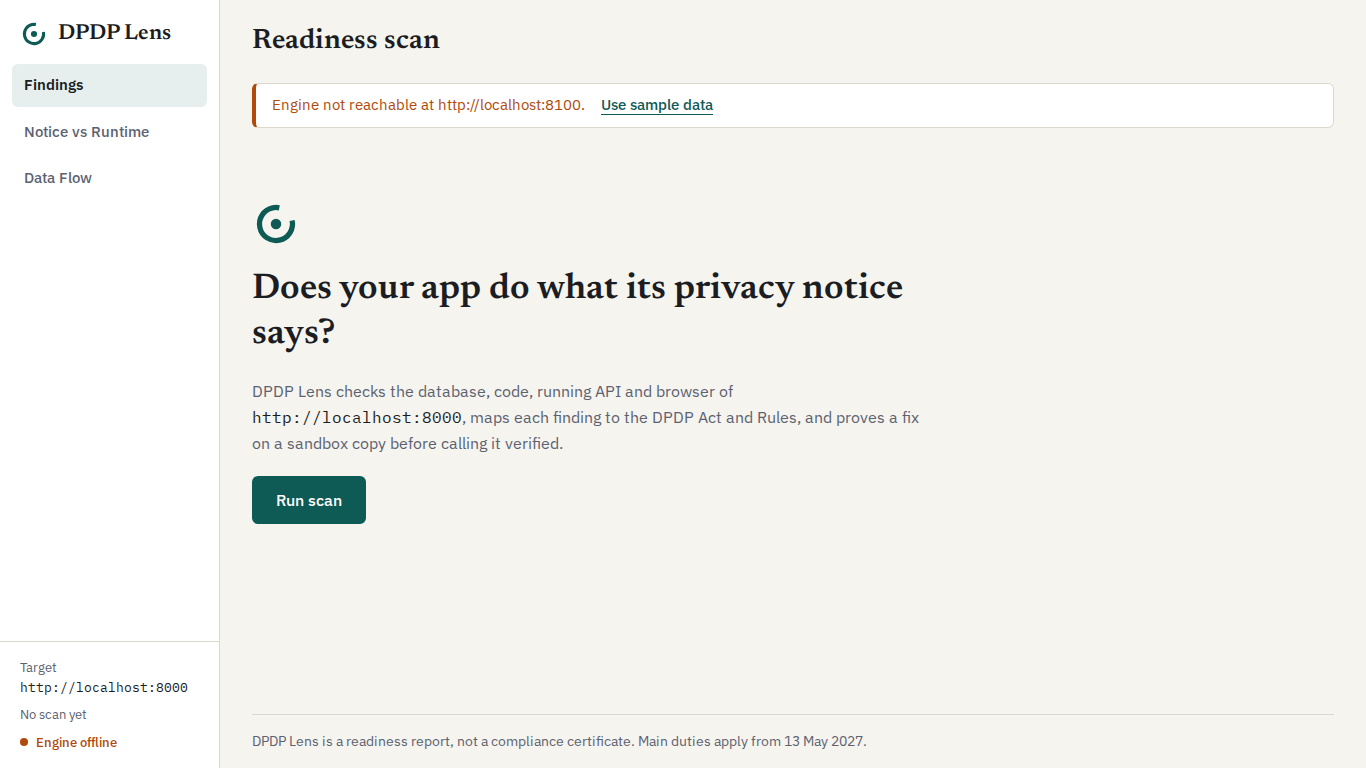 DPDP Lens
Findings
Notice vs Runtime
Data Flow
Target
http://localhost:8000
No scan yet
Engine offline
Readiness scan
Engine not reachable at http://localhost:8100. Use sample data
Does your app do what its privacy notice
says?
DPDP Lens checks the database, code, running API and browser of
http://localhost:8000, maps each finding to the DPDP Act and Rules, and proves a fix
on a sandbox copy before calling it verified.
Run scan
DPDP Lens is a readiness report, not a compliance certificate. Main duties apply from 13 May 2027.